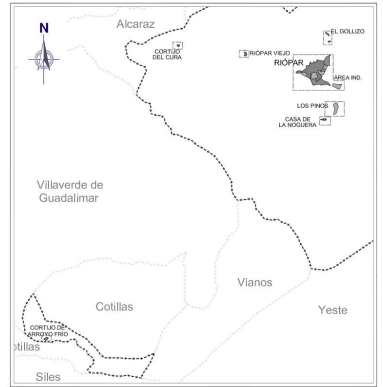 N
Alcaraz
EL GOLLIZO
CORTIJO
DEL CURA
RIÓPAR VIEJO
RIÓPAR
ÁREA IND.
LOS PINOS
CASA DE
LA NOGUERA
Villaverde de
Guadalimar
Vianos
Cotillas
Yeste
CORTIJO DE
ARROYO FRÍO
otillas
Siles